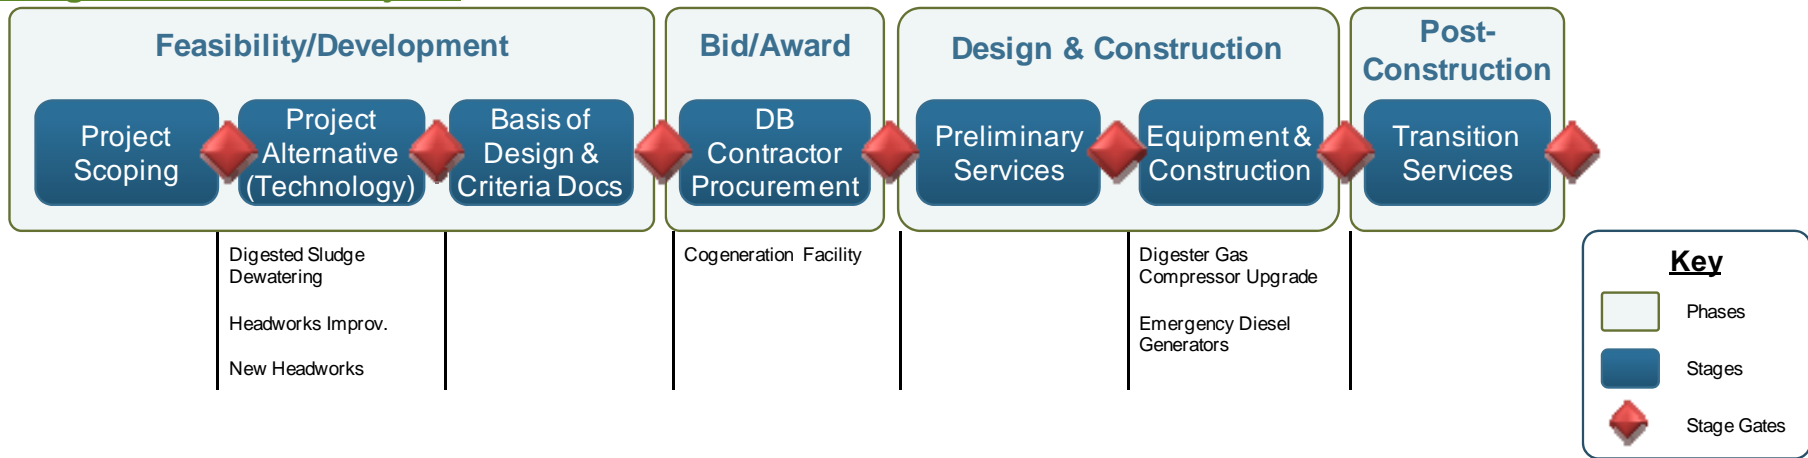 Feasibility/Development
Bid/Award
Design & Construction
Post-
Construction
Project
Scoping
Project
Alternative
(Technology)
Basis of
Design &
Criteria Docs
DB
Contractor
Procurement
Preliminary
Services
Equipment &
Construction
Transition
Services
Digested Sludge
Dewatering
Headworks Improv.
New Headworks
Cogeneration Facility
Digester Gas
Compressor Upgrade
Emergency Diesel
Generators
Key
Phases
Stages
Stage Gates